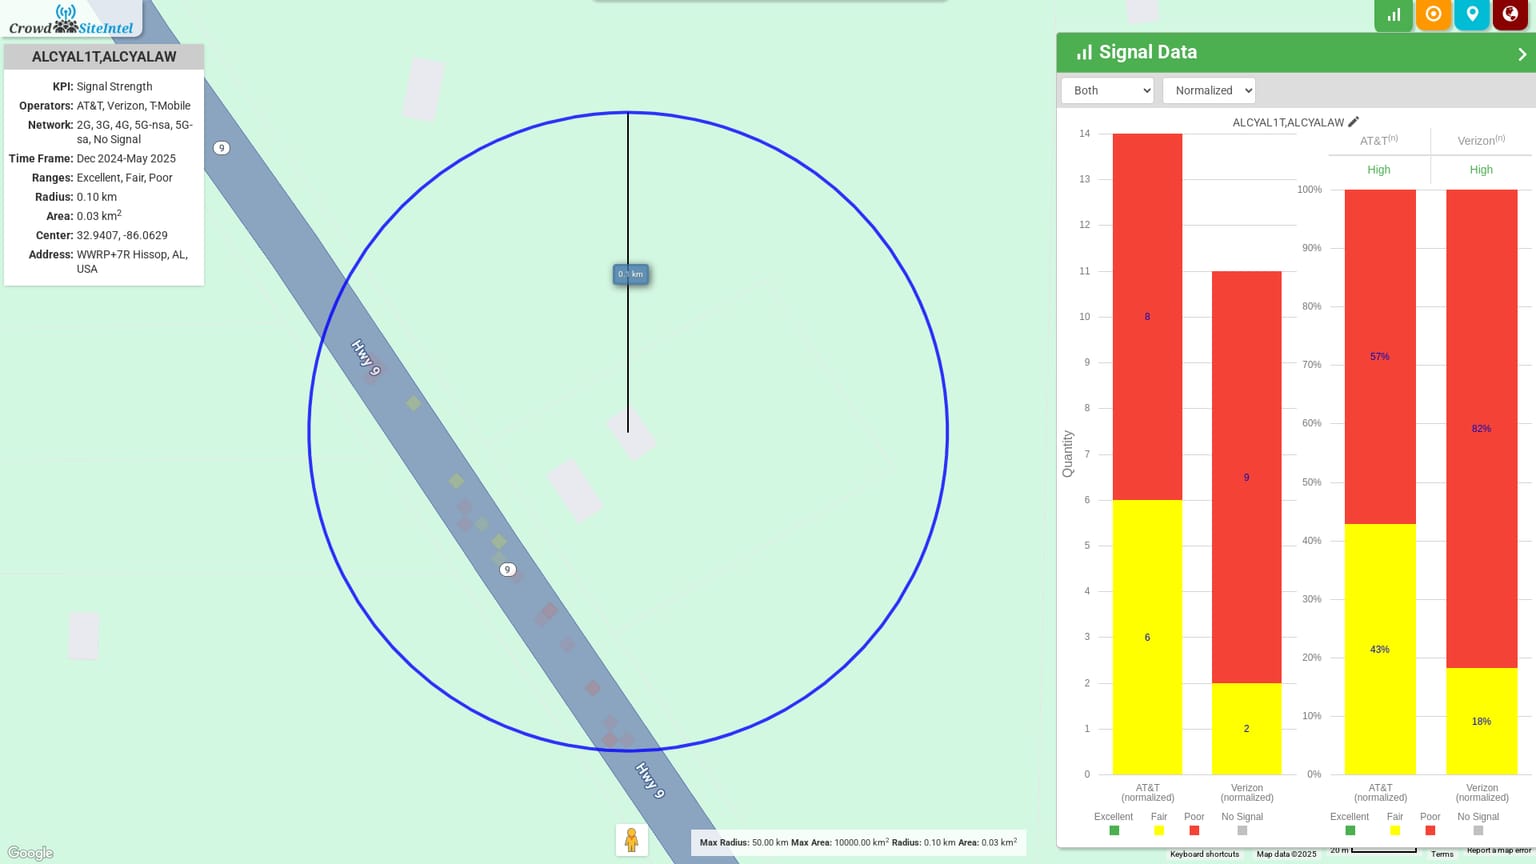 Crowd SiteIntel
ALCYAL1T,ALCYALAW
KPI: Signal Strength
Operators: AT&T, Verizon, T-Mobile
Network: 2G, 3G, 4G, 5G-nsa, 5G-
sa, No Signal
Time Frame: Dec 2024-May 2025
Ranges: Excellent, Fair, Poor
Radius: 0.10 km
Area: 0.03 km²
Center: 32.9407, -86.0629
Address: WWRP+7R Hissop, AL,
USA
9
0.1 km
Hwy 9
9
Hwy 9
Google
Max Radius: 50.00 km Max Area: 10000.00 km² Radius: 0.10 km Area: 0.03 km²
Signal Data
Both
Normalized
ALCYAL1T,ALCYALAW
Quantity
14
13
12
11
10
9
8
7
6
5
4
3
2
1
0
8
6
9
2
AT&T
(normalized)
Verizon
(normalized)
Excellent Fair Poor No Signal
AT&T(n) Verizon(n)
High High
100%
90%
80%
70%
60%
50%
40%
30%
20%
10%
0%
57%
43%
82%
18%
AT&T
(normalized)
Verizon
(normalized)
Excellent Fair Poor No Signal
Keyboard shortcuts Map data ©2025 20 m Terms Report a map error